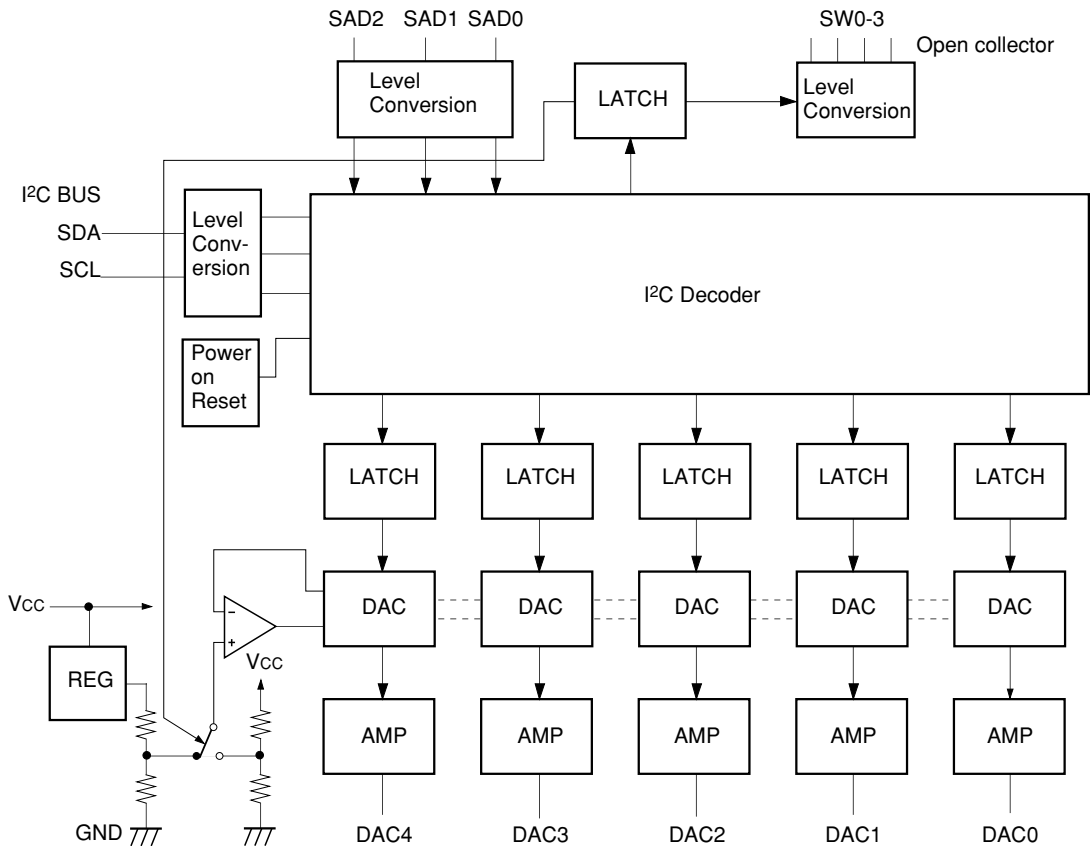 SAD2 SAD1 SAD0
SW0-3
Open collector
Level
Conversion
LATCH
Level
Conversion
I²C BUS
SDA
SCL
Level
Conv-
ersion
I²C Decoder
Power
on
Reset
LATCH LATCH LATCH LATCH LATCH
VCC
− +
DAC DAC DAC DAC DAC
REG
VCC
AMP AMP AMP AMP AMP
GND
DAC4 DAC3 DAC2 DAC1 DAC0